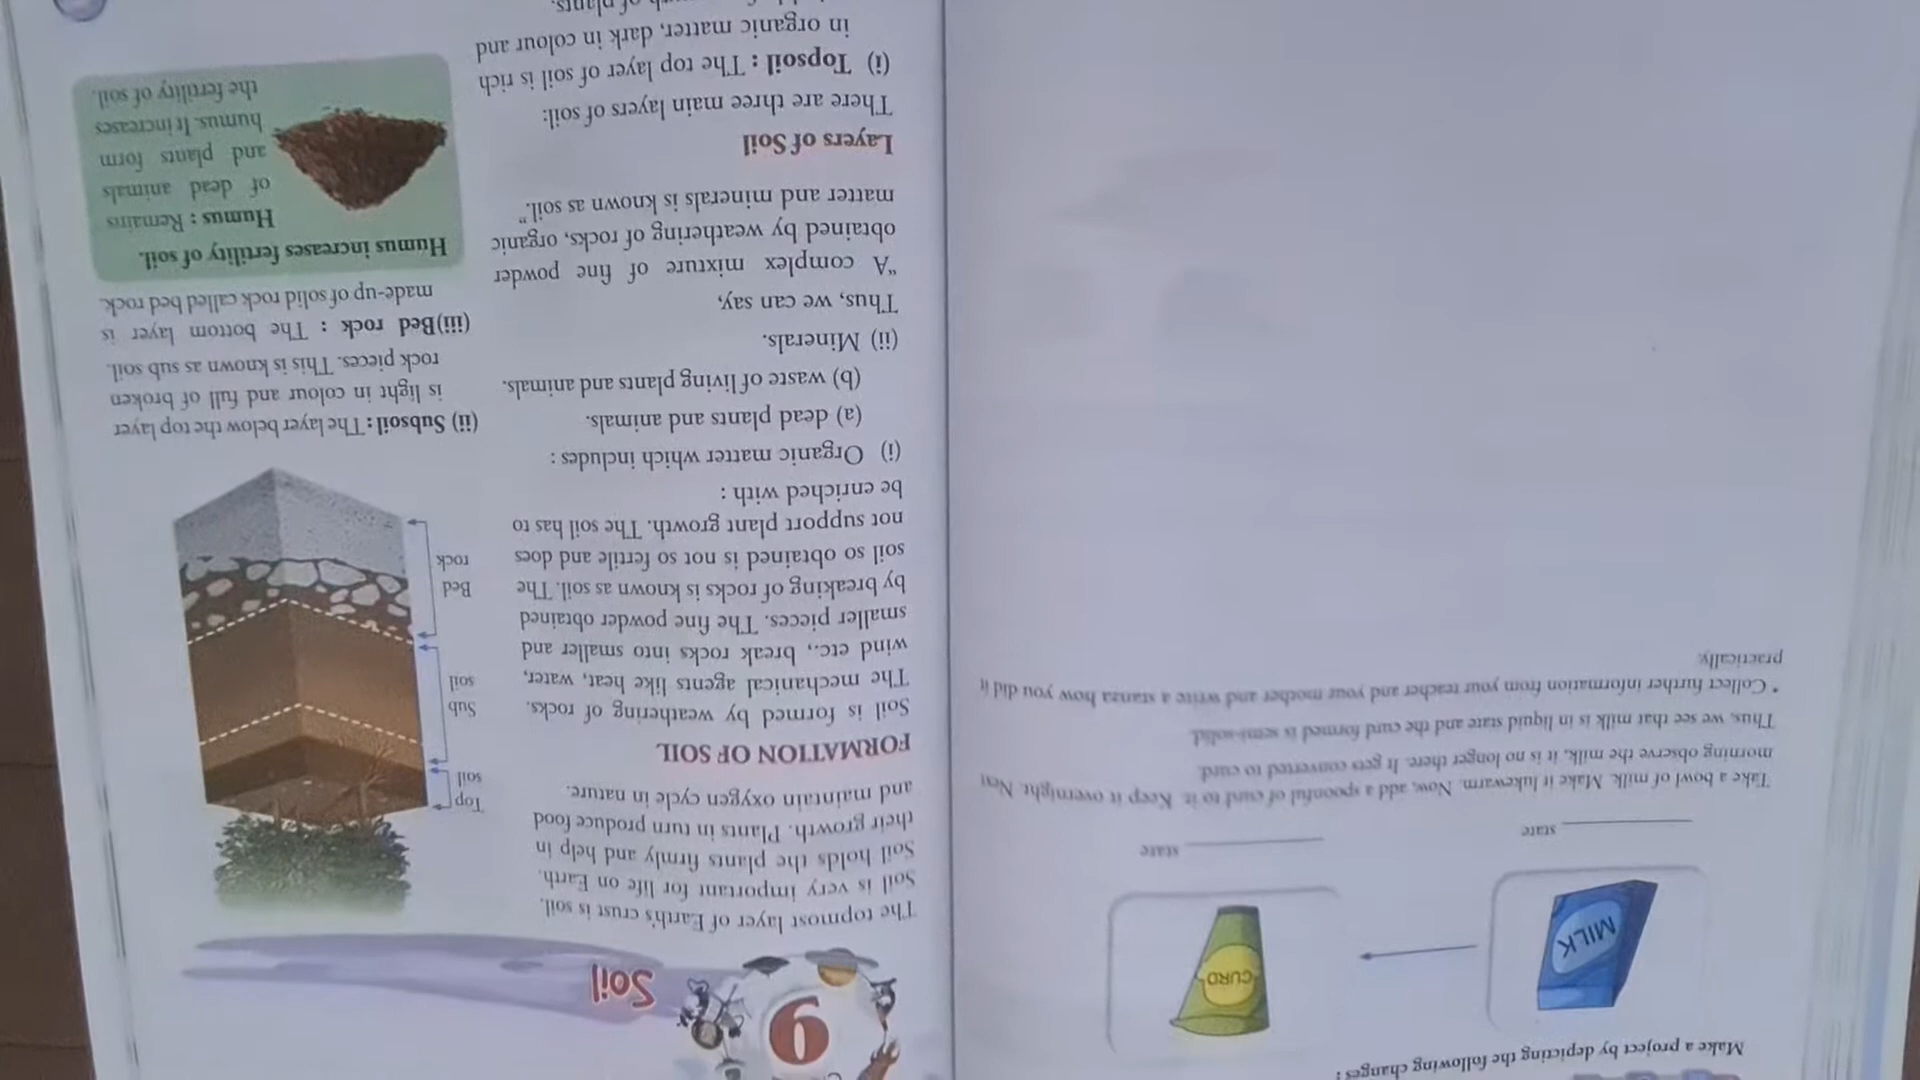 Make a project by depicting the following changes :
MILK
CURD
state
state
Take a bowl of milk. Make it lukewarm. Now, add a spoonful of curd to it. Keep it overnight. Next
morning observe the milk, it is no longer there. It gets converted to curd.
Thus, we see that milk is in liquid state and the curd formed is semi-solid.
* Collect further information from your teacher and your mother and write a stanza how you did it
practically.
9
Soil
The topmost layer of Earth's crust is soil.
Soil is very important for life on Earth.
Soil holds the plants firmly and help in
their growth. Plants in turn produce food
and maintain oxygen cycle in nature.
FORMATION OF SOIL
Soil is formed by weathering of rocks.
The mechanical agents like heat, water,
wind etc., break rocks into smaller and
smaller pieces. The fine powder obtained
by breaking of rocks is known as soil. The
soil so obtained is not so fertile and does
not support plant growth. The soil has to
be enriched with :
(i) Organic matter which includes :
(a) dead plants and animals.
(b) waste of living plants and animals.
(ii) Minerals.
Thus, we can say,
“A complex mixture of fine powder
obtained by weathering of rocks, organic
matter and minerals is known as soil.”
Layers of Soil
There are three main layers of soil:
(i) Topsoil : The top layer of soil is rich
in organic matter, dark in colour and
of plants.
Top
soil
Sub
soil
Bed
rock
(ii) Subsoil : The layer below the top layer
is light in colour and full of broken
rock pieces. This is known as sub soil.
(iii)Bed rock : The bottom layer is
made-up of solid rock called bed rock.
Humus increases fertility of soil.
Humus : Remains
of dead animals
and plants form
humus. It increases
the fertility of soil.